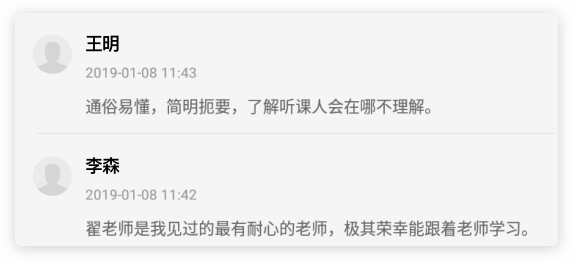 王明
2019-01-08 11:43
通俗易懂，简明扼要，了解听课人会在哪不理解。
李森
2019-01-08 11:42
翟老师是我见过的最有耐心的老师，极其荣幸能跟着老师学习。